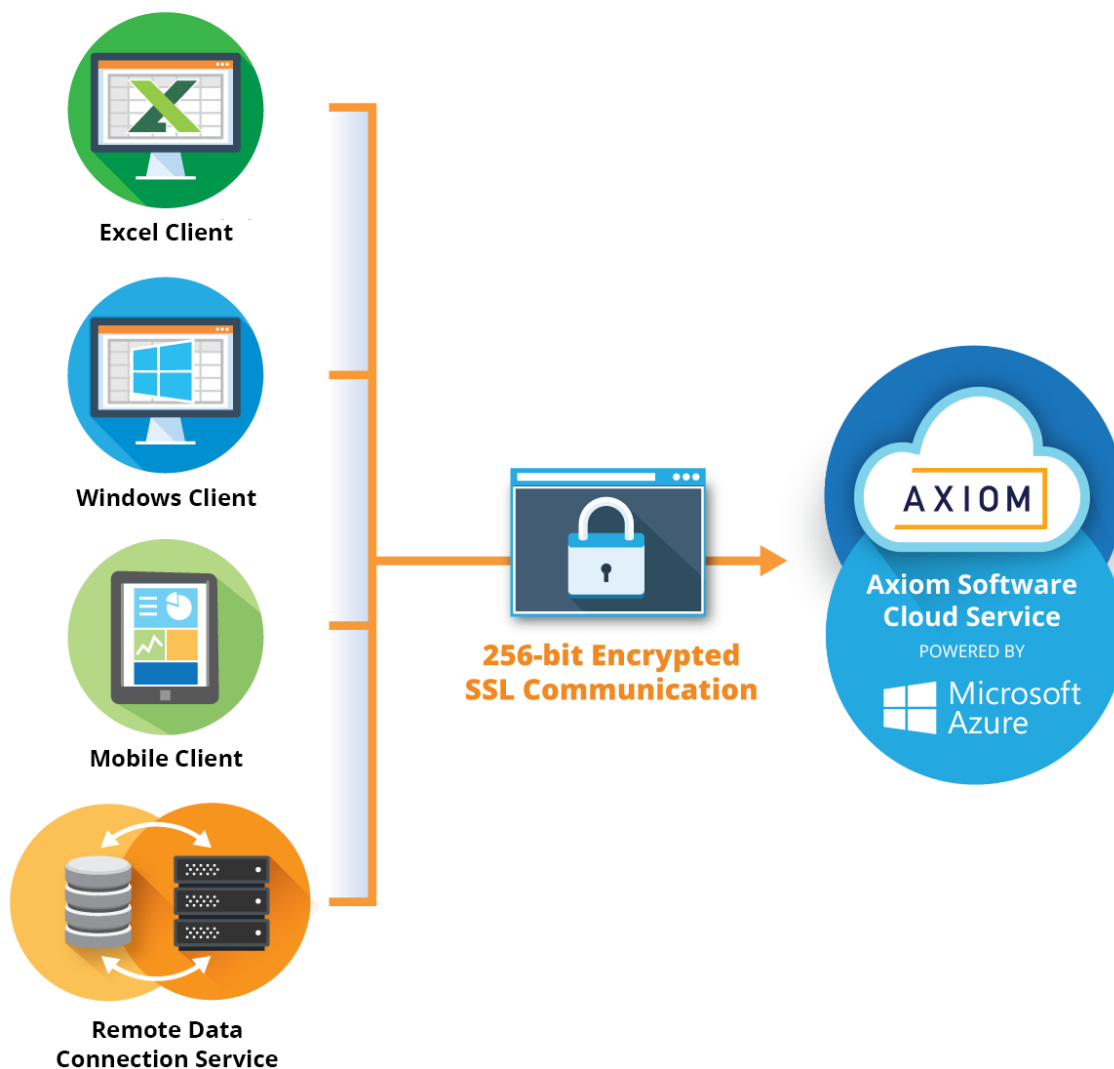 Excel Client
Windows Client
Mobile Client
Remote Data
Connection Service
256-bit Encrypted
SSL Communication
AXIOM
Axiom Software
Cloud Service
POWERED BY
Microsoft
Azure